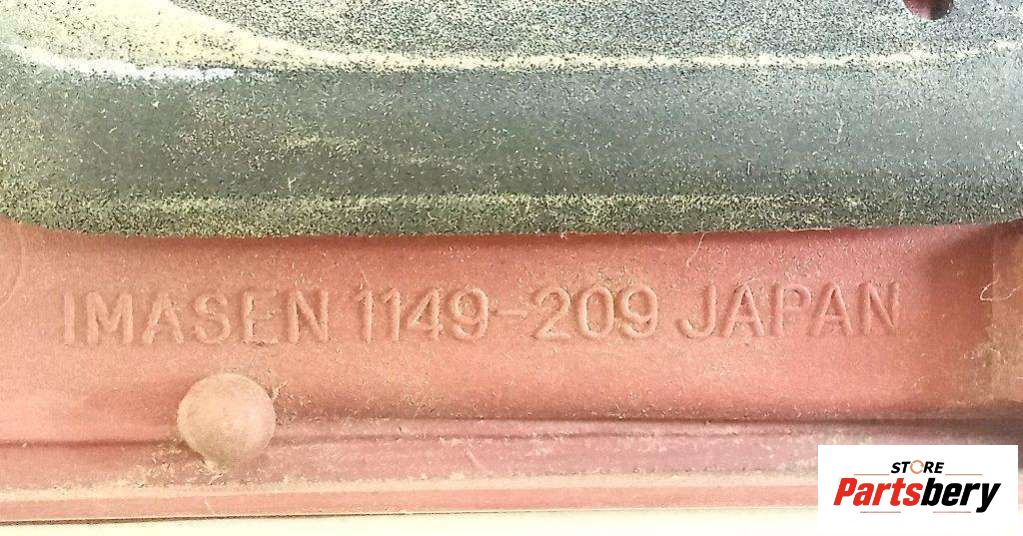 IMASEN 1149-209 JAPAN
STORE
Partsbery